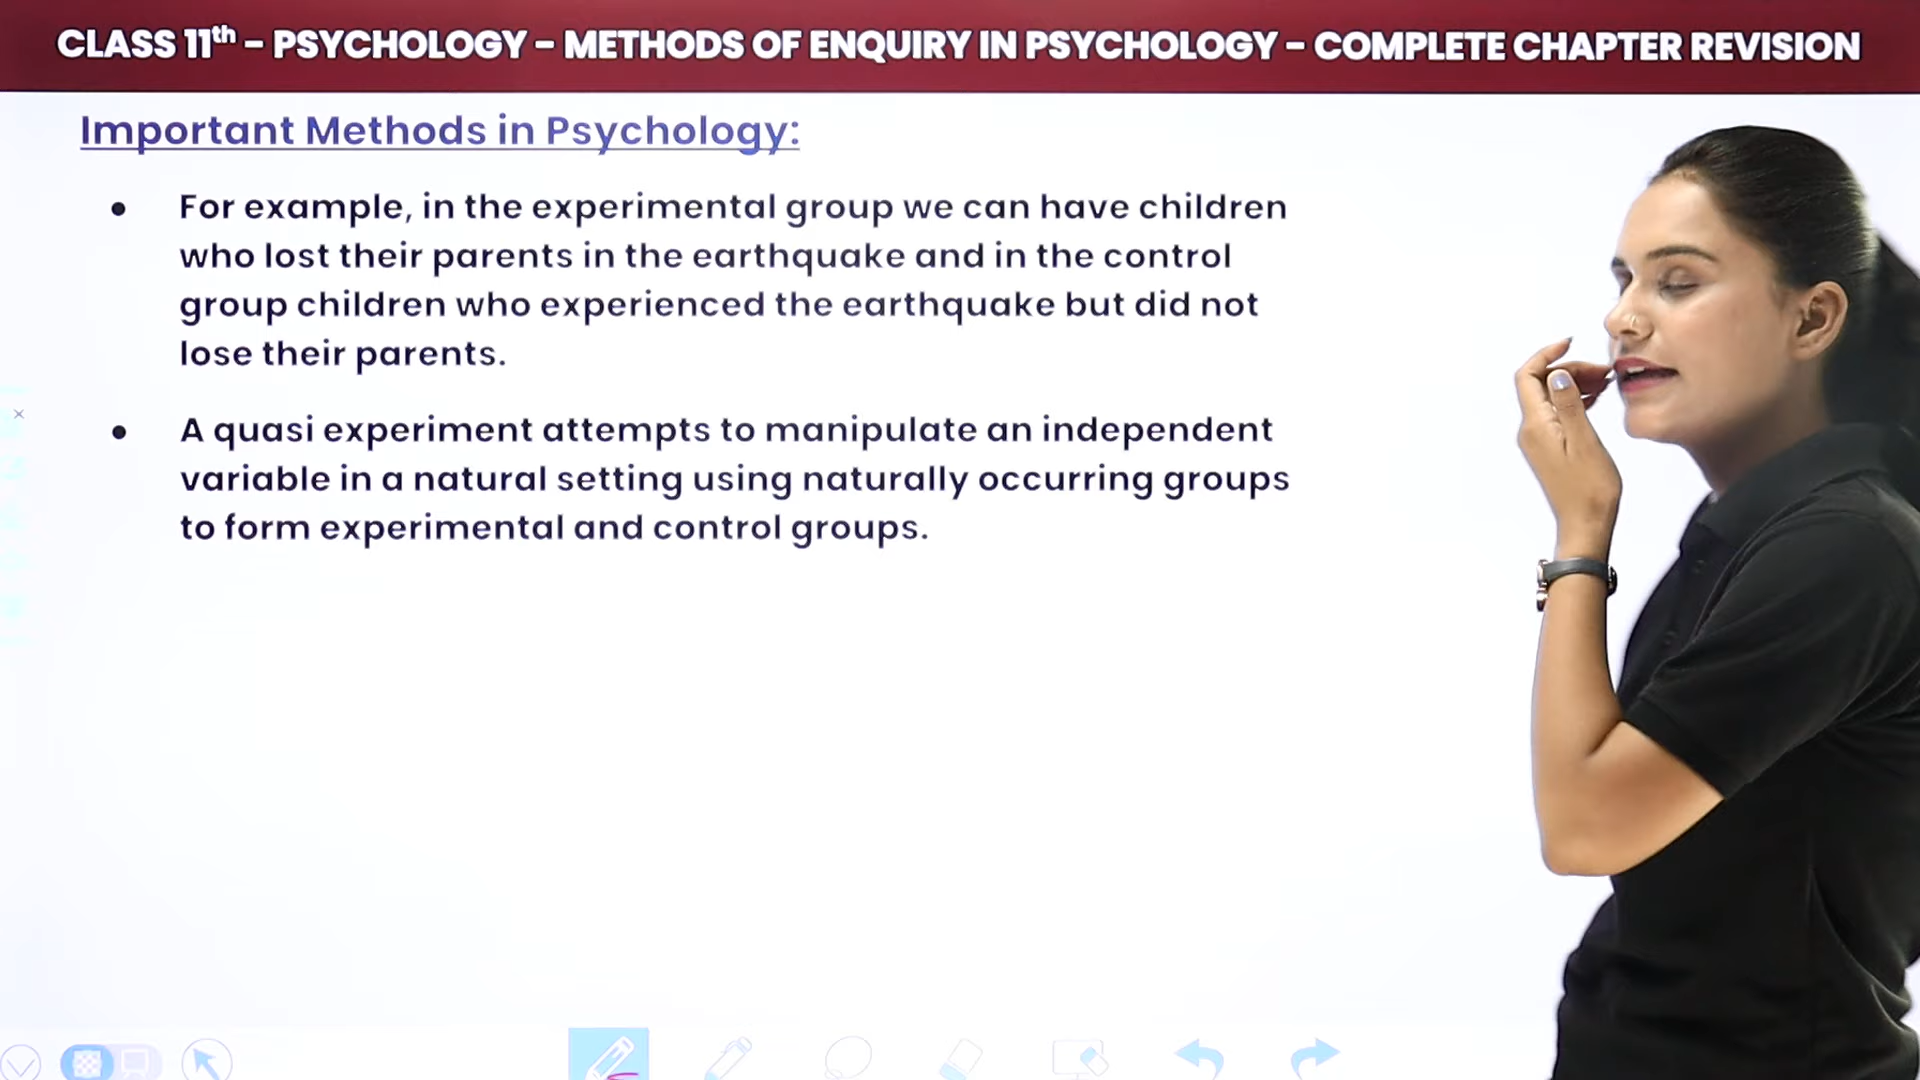 CLASS 11th – PSYCHOLOGY – METHODS OF ENQUIRY IN PSYCHOLOGY – COMPLETE CHAPTER REVISION
Important Methods in Psychology:
• For example, in the experimental group we can have children
who lost their parents in the earthquake and in the control
group children who experienced the earthquake but did not
lose their parents.
• A quasi experiment attempts to manipulate an independent
variable in a natural setting using naturally occurring groups
to form experimental and control groups.